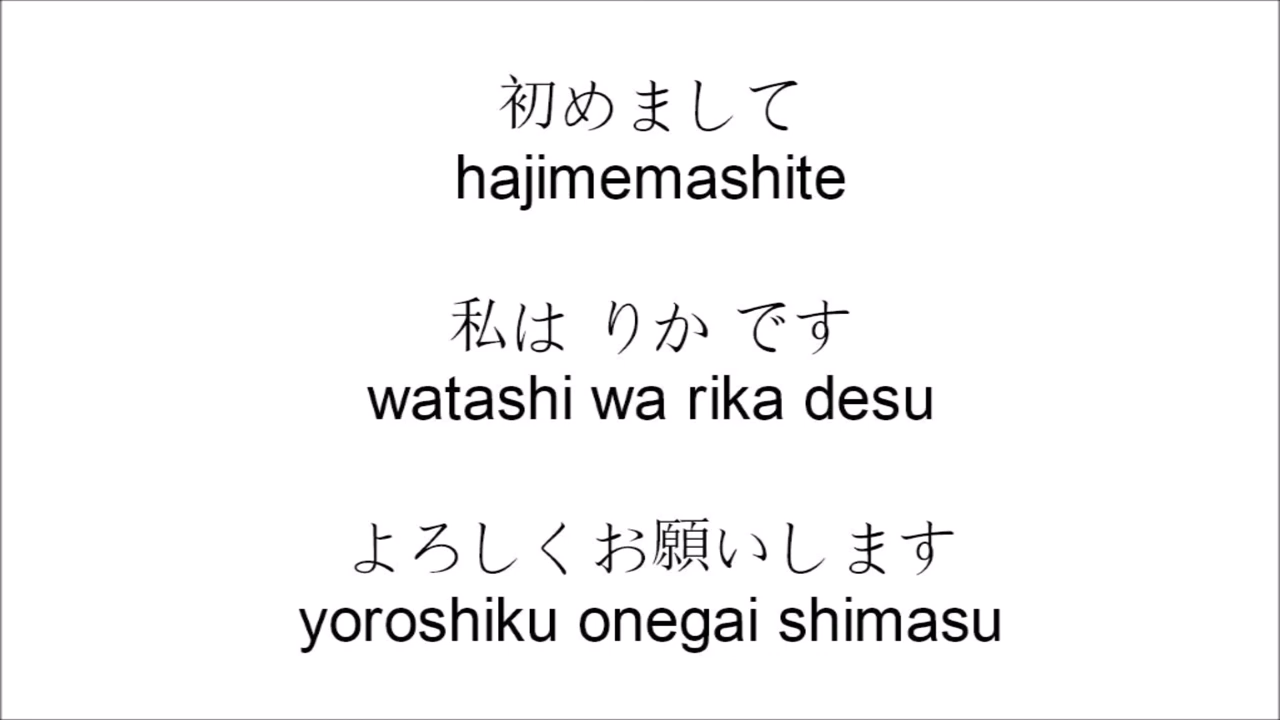 初めまして
hajimemashite
私は りか です
watashi wa rika desu
よろしくお願いします
yoroshiku onegai shimasu